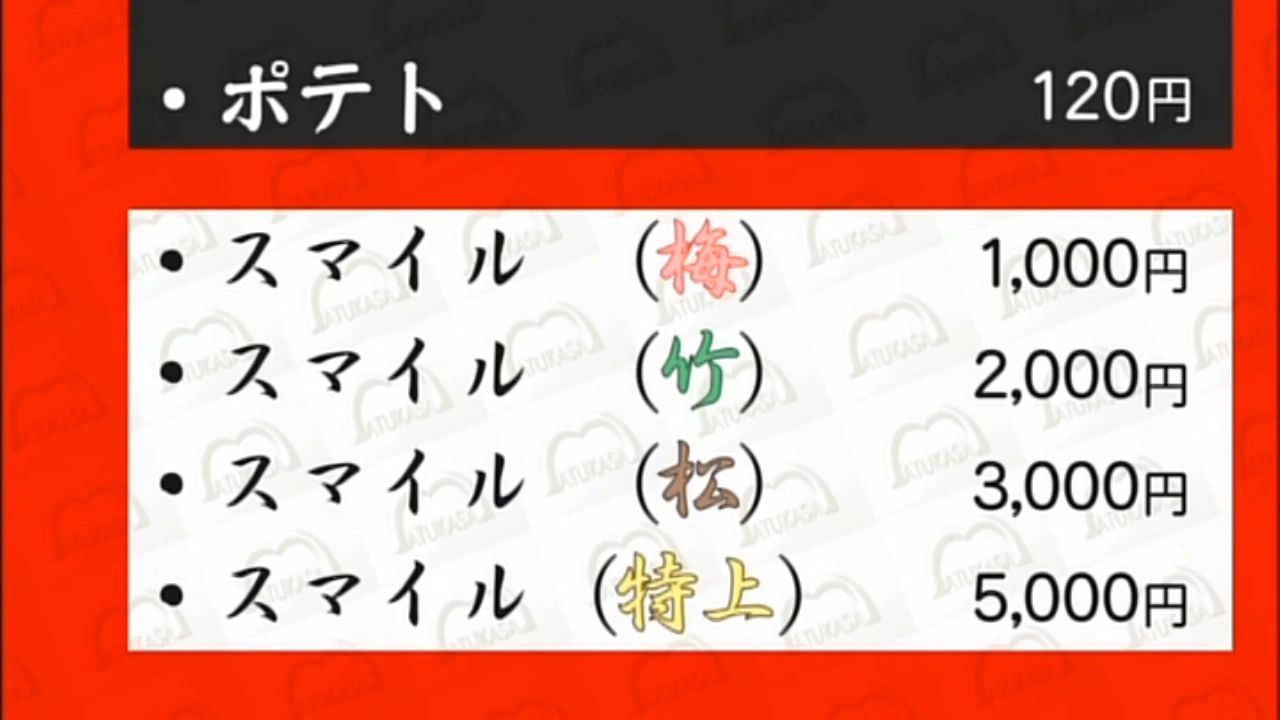 ・ポテト 120円
・スマイル (梅) 1,000円
・スマイル (竹) 2,000円
・スマイル (松) 3,000円
・スマイル (特上) 5,000円